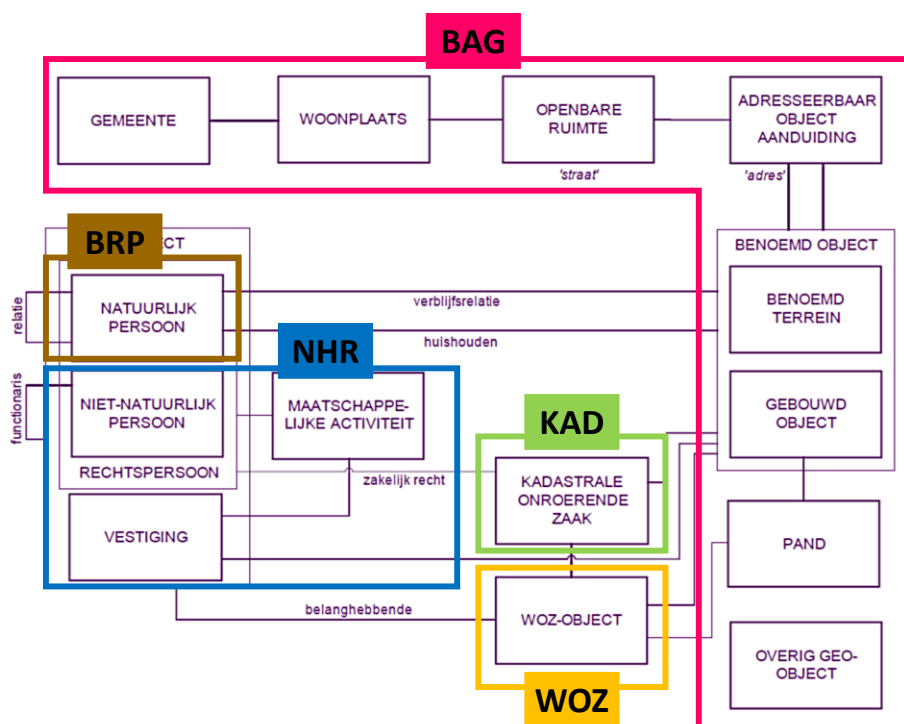 BAG
GEMEENTE
WOONPLAATS
OPENBARE
RUIMTE
ADRESSEERBAAR
OBJECT
AANDUIDING
'straat'
'adres'
BRP
ECT
BENOEMD OBJECT
NATUURLIJK
PERSOON
relatie
verblijfsrelatie
BENOEMD
TERREIN
huishouden
NHR
NIET-NATUURLIJK
PERSOON
functionaris
MAATSCHAPPE-
LIJKE ACTIVITEIT
GEBOUWD
OBJECT
KAD
RECHTSPERSOON
zakelijk recht
KADASTRALE
ONROERENDE
ZAAK
VESTIGING
PAND
belanghebbende
WOZ-OBJECT
OVERIG GEO-
OBJECT
WOZ